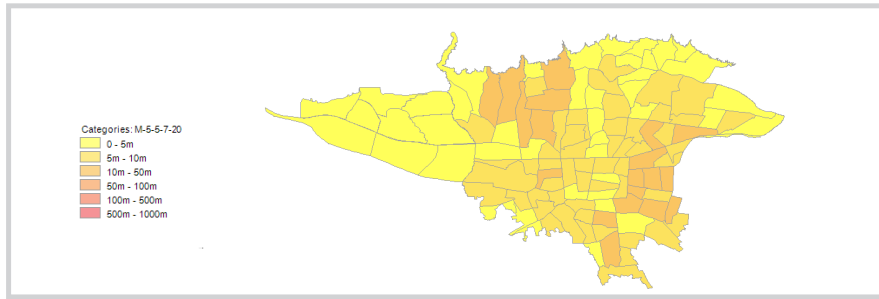 Categories: M-5-5-7-20
0 - 5m
5m - 10m
10m - 50m
50m - 100m
100m - 500m
500m - 1000m